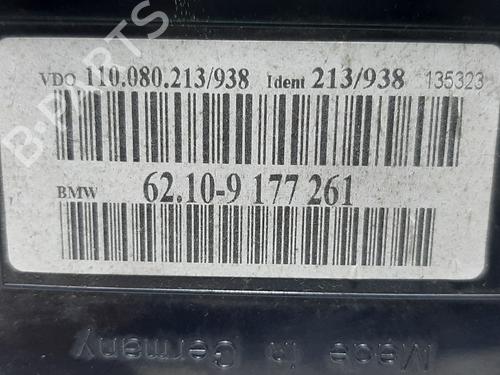 B-PARTS
VDO 110.080.213/938 Ident 213/938 135323
BMW 62.10-9 177 261
Made in Germany